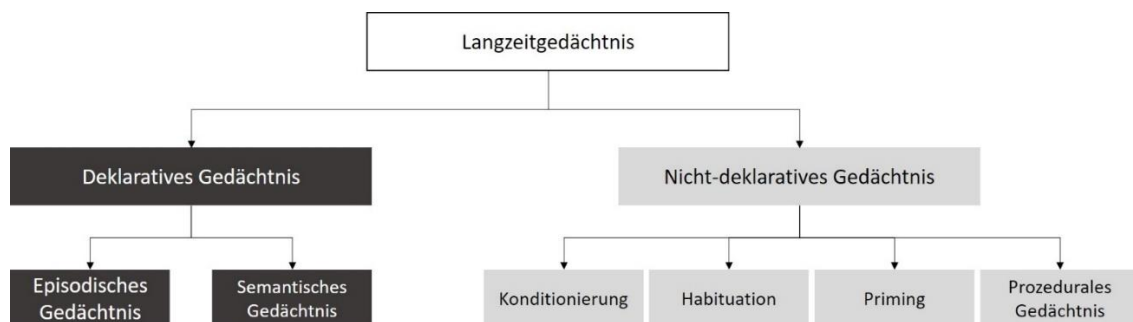 Langzeitgedächtnis
Deklaratives Gedächtnis
Nicht-deklaratives Gedächtnis
Episodisches
Gedächtnis
Semantisches
Gedächtnis
Konditionierung
Habituation
Priming
Prozedurales
Gedächtnis